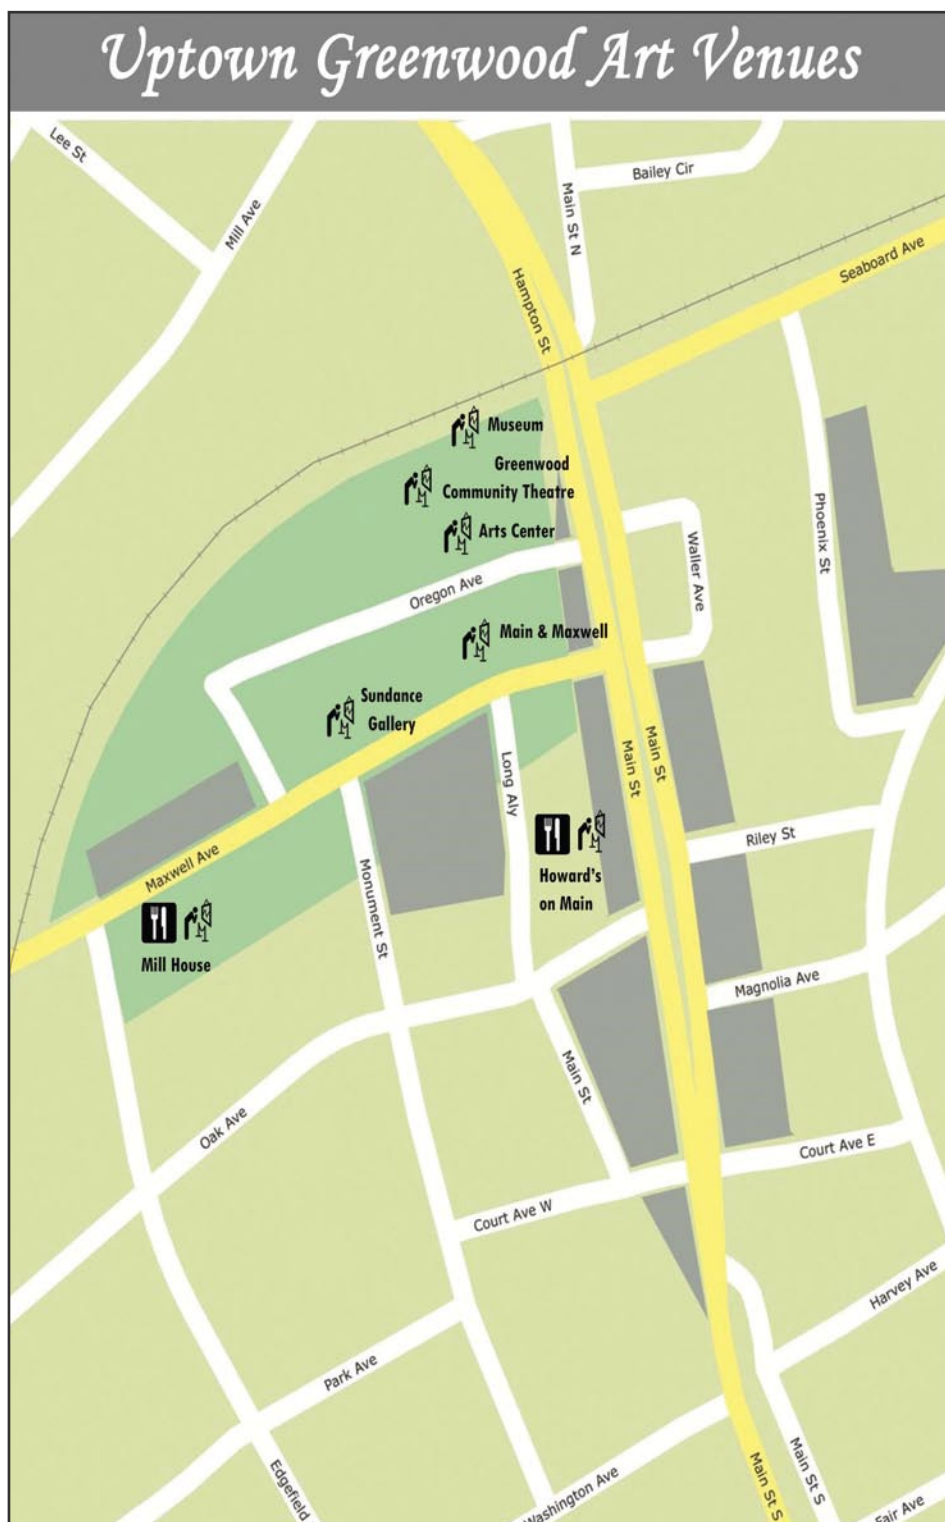 Uptown Greenwood Art Venues
Lee St
Mill Ave
Bailey Cir
Main St N
Seaboard Ave
Hampton St
Museum
Greenwood
Community Theatre
Arts Center
Phoenix St
Waller Ave
Oregon Ave
Main & Maxwell
Sundance
Gallery
Main St
Main St
Long Aly
Riley St
Maxwell Ave
Monument St
Howard's
on Main
Mill House
Magnolia Ave
Main St
Oak Ave
Court Ave E
Court Ave W
Harvey Ave
Park Ave
Edgefield
Washington Ave
Main St S
Main St S
Fair Ave